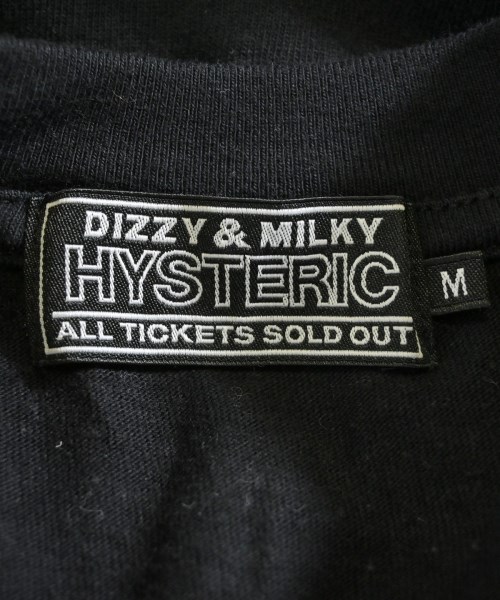 DIZZY & MILKY
HYSTERIC
ALL TICKETS SOLD OUT
M